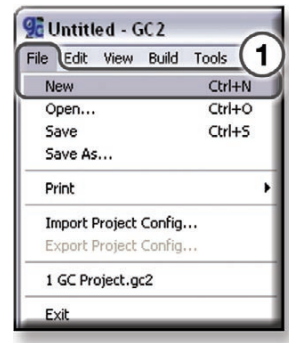 Untitled - GC2
File Edit View Build Tools
1
New Ctrl+N
Open... Ctrl+O
Save Ctrl+S
Save As...
Print
Import Project Config...
Export Project Config...
1 GC Project.gc2
Exit